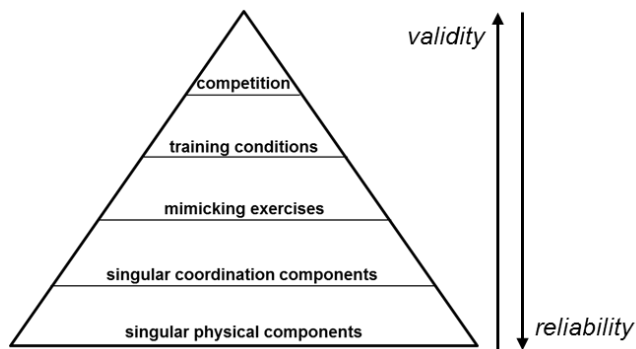 validity
competition
training conditions
mimicking exercises
singular coordination components
singular physical components
reliability